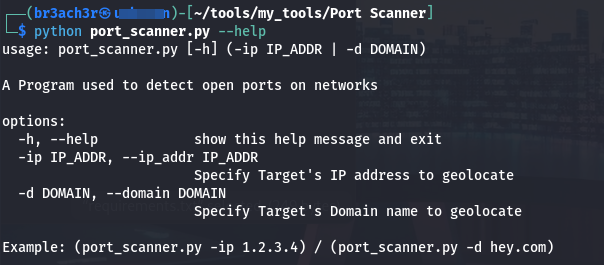 (br3ach3r㉿u n)-[~/tools/my_tools/Port Scanner]
$ python port_scanner.py --help
usage: port_scanner.py [-h] (-ip IP_ADDR | -d DOMAIN)
A Program used to detect open ports on networks
options:
-h, --help show this help message and exit
-ip IP_ADDR, --ip_addr IP_ADDR
Specify Target's IP address to geolocate
-d DOMAIN, --domain DOMAIN
Specify Target's Domain name to geolocate
Example: (port_scanner.py -ip 1.2.3.4) / (port_scanner.py -d hey.com)